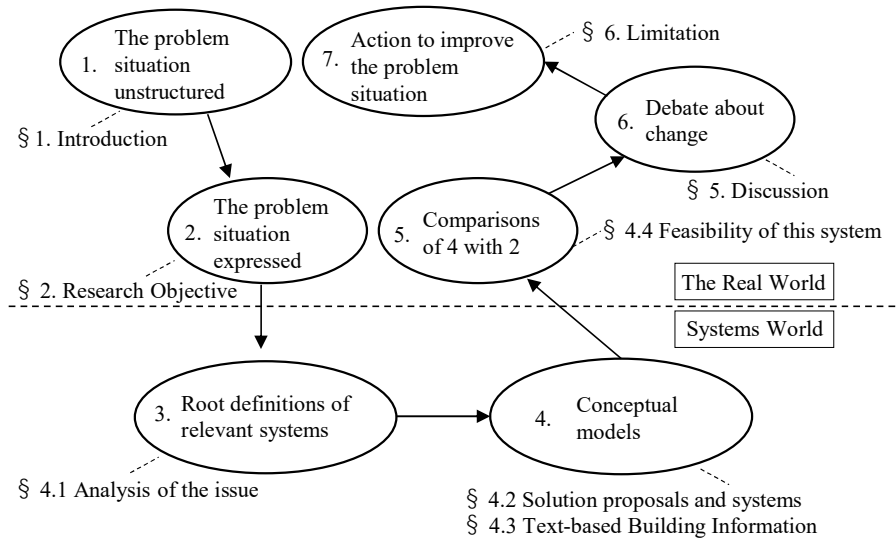 1. The problem
situation
unstructured
§ 1. Introduction
2. The problem
situation
expressed
§ 2. Research Objective
3. Root definitions of
relevant systems
§ 4.1 Analysis of the issue
4. Conceptual
models
§ 4.2 Solution proposals and systems
§ 4.3 Text-based Building Information
5. Comparisons
of 4 with 2
§ 4.4 Feasibility of this system
6. Debate about
change
§ 5. Discussion
7. Action to improve
the problem
situation
§ 6. Limitation
The Real World
Systems World